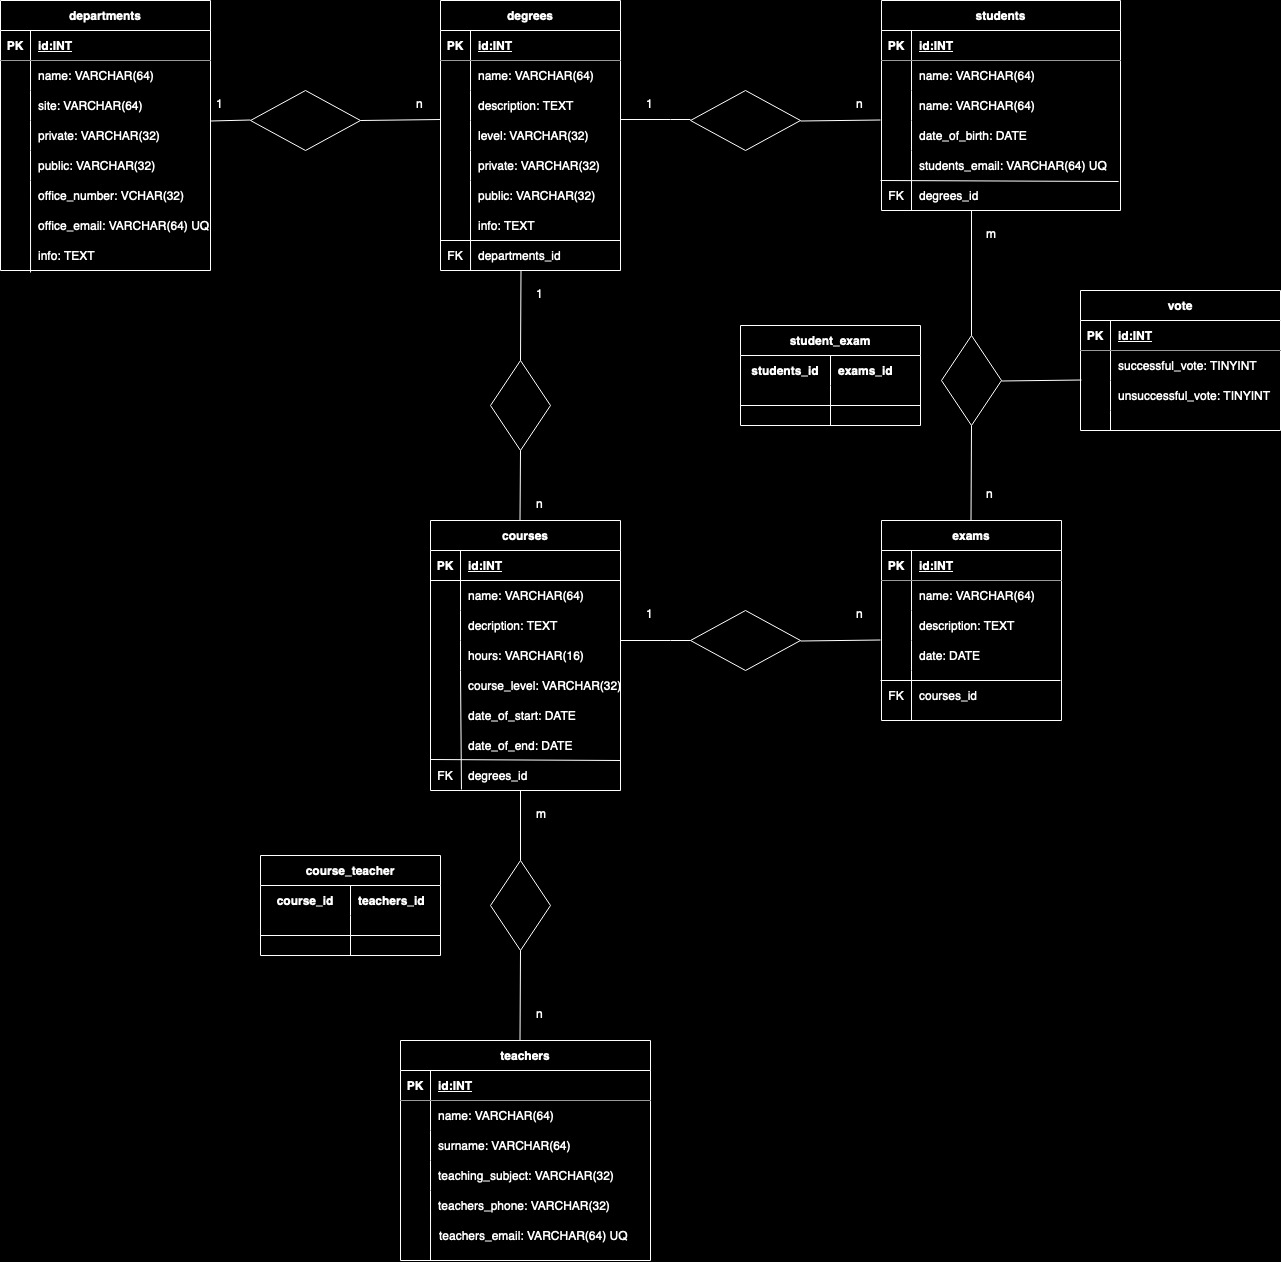 departments
PK id:INT
name: VARCHAR(64)
site: VARCHAR(64)
private: VARCHAR(32)
public: VARCHAR(32)
office_number: VCHAR(32)
office_email: VARCHAR(64) UQ
info: TEXT
1
n
degrees
PK id:INT
name: VARCHAR(64)
description: TEXT
level: VARCHAR(32)
private: VARCHAR(32)
public: VARCHAR(32)
info: TEXT
FK departments_id
1
n
students
PK id:INT
name: VARCHAR(64)
name: VARCHAR(64)
date_of_birth: DATE
students_email: VARCHAR(64) UQ
FK degrees_id
m
1
vote
PK id:INT
successful_vote: TINYINT
unsuccessful_vote: TINYINT
student_exam
students_id exams_id
n
n
courses
PK id:INT
name: VARCHAR(64)
decription: TEXT
hours: VARCHAR(16)
course_level: VARCHAR(32)
date_of_start: DATE
date_of_end: DATE
FK degrees_id
1
n
exams
PK id:INT
name: VARCHAR(64)
description: TEXT
date: DATE
FK courses_id
m
course_teacher
course_id teachers_id
n
teachers
PK id:INT
name: VARCHAR(64)
surname: VARCHAR(64)
teaching_subject: VARCHAR(32)
teachers_phone: VARCHAR(32)
teachers_email: VARCHAR(64) UQ